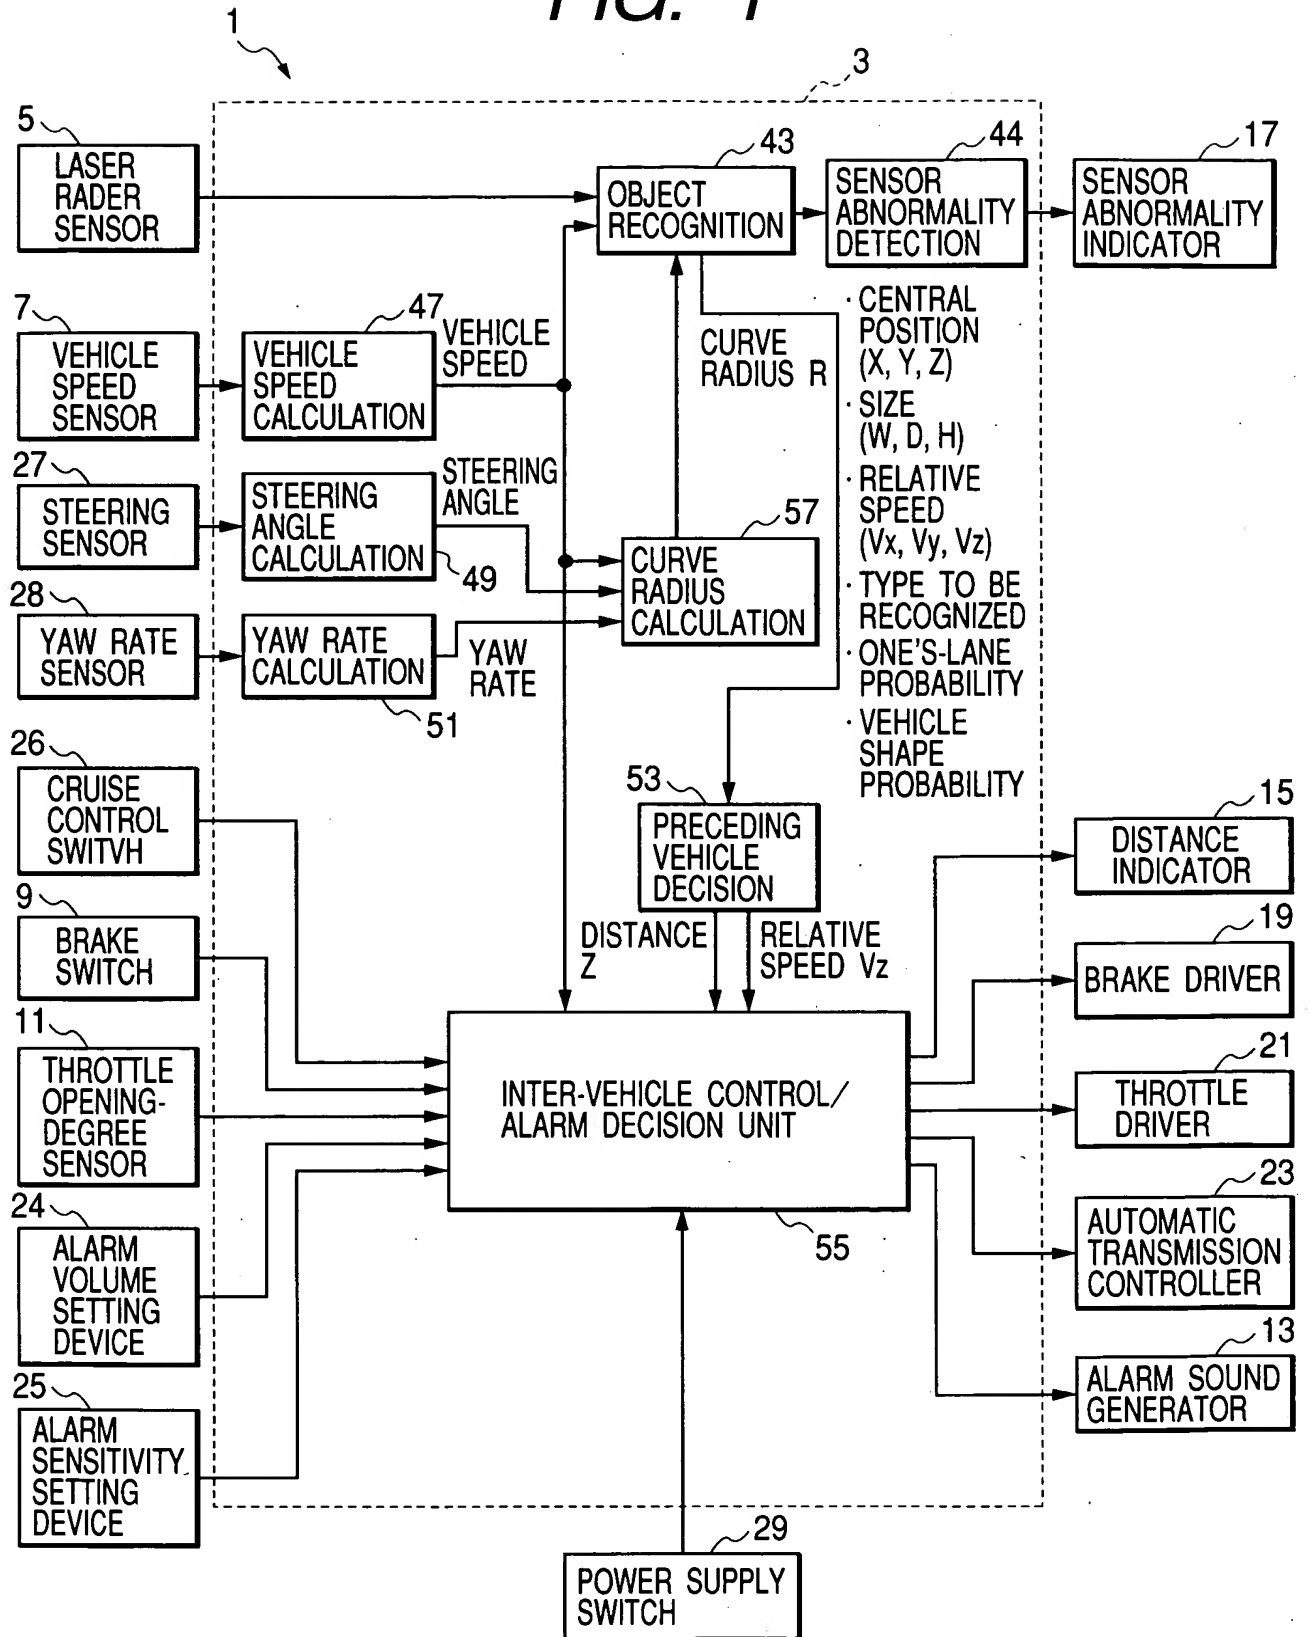 FIG. 1
1
3
5
LASER
RADER
SENSOR
43
OBJECT
RECOGNITION
44
SENSOR
ABNORMALITY
DETECTION
17
SENSOR
ABNORMALITY
INDICATOR
7
VEHICLE
SPEED
SENSOR
47
VEHICLE
SPEED
CALCULATION
VEHICLE
SPEED
CURVE
RADIUS R
· CENTRAL
POSITION
(X, Y, Z)
· SIZE
(W, D, H)
· RELATIVE
SPEED
(Vx, Vy, Vz)
· TYPE TO BE
RECOGNIZED
· ONE'S-LANE
PROBABILITY
· VEHICLE
SHAPE
PROBABILITY
27
STEERING
SENSOR
STEERING
ANGLE
CALCULATION
49
STEERING
ANGLE
57
CURVE
RADIUS
CALCULATION
28
YAW RATE
SENSOR
YAW RATE
CALCULATION
51
YAW
RATE
26
CRUISE
CONTROL
SWITVH
53
PRECEDING
VEHICLE
DECISION
15
DISTANCE
INDICATOR
9
BRAKE
SWITCH
DISTANCE
Z
RELATIVE
SPEED Vz
19
BRAKE DRIVER
11
THROTTLE
OPENING-
DEGREE
SENSOR
INTER-VEHICLE CONTROL/
ALARM DECISION UNIT
55
21
THROTTLE
DRIVER
24
ALARM
VOLUME
SETTING
DEVICE
23
AUTOMATIC
TRANSMISSION
CONTROLLER
25
ALARM
SENSITIVITY
SETTING
DEVICE
13
ALARM SOUND
GENERATOR
29
POWER SUPPLY
SWITCH